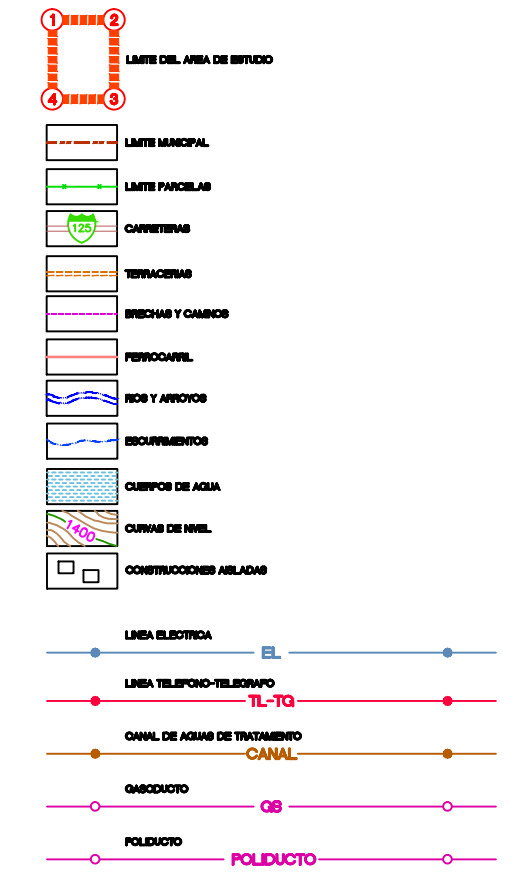 1 2
LIMITE DEL AREA DE ESTUDIO
4 3
LIMITE MUNICIPAL
LIMITE PARCELAS
125 CARRETERAS
TERRACERIAS
BRECHAS Y CAMINOS
FERROCARRIL
RIOS Y ARROYOS
ESCURRIMIENTOS
CUERPOS DE AGUA
1400 CURVAS DE NIVEL
CONSTRUCCIONES AISLADAS
LINEA ELECTRICA
EL
LINEA TELEFONO-TELEGRAFO
TL-TG
CANAL DE AGUAS DE TRATAMIENTO
CANAL
GASODUCTO
GS
POLIDUCTO
POLIDUCTO